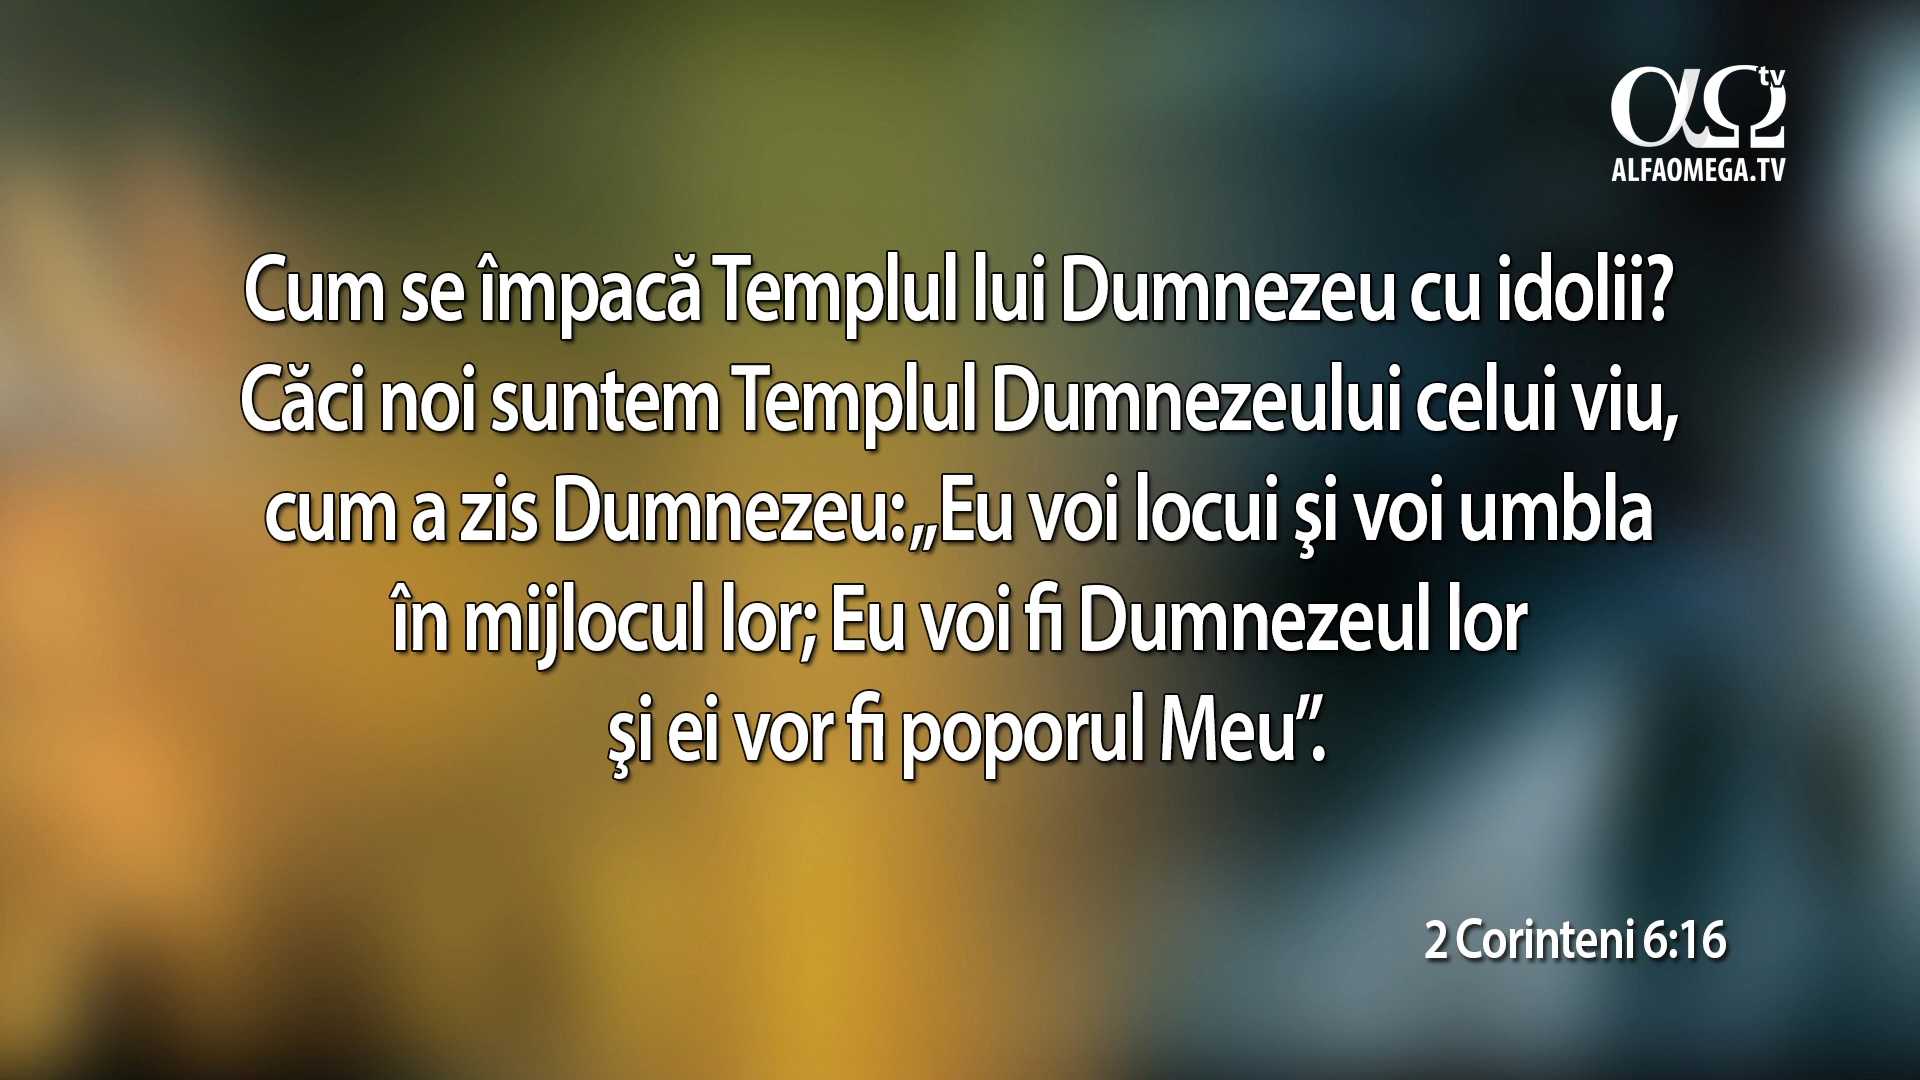 tv
ALFAOMEGA.TV
Cum se împacă Templul lui Dumnezeu cu idolii?
Căci noi suntem Templul Dumnezeului celui viu,
cum a zis Dumnezeu: „Eu voi locui şi voi umbla
în mijlocul lor; Eu voi fi Dumnezeul lor
şi ei vor fi poporul Meu”.
2 Corinteni 6:16